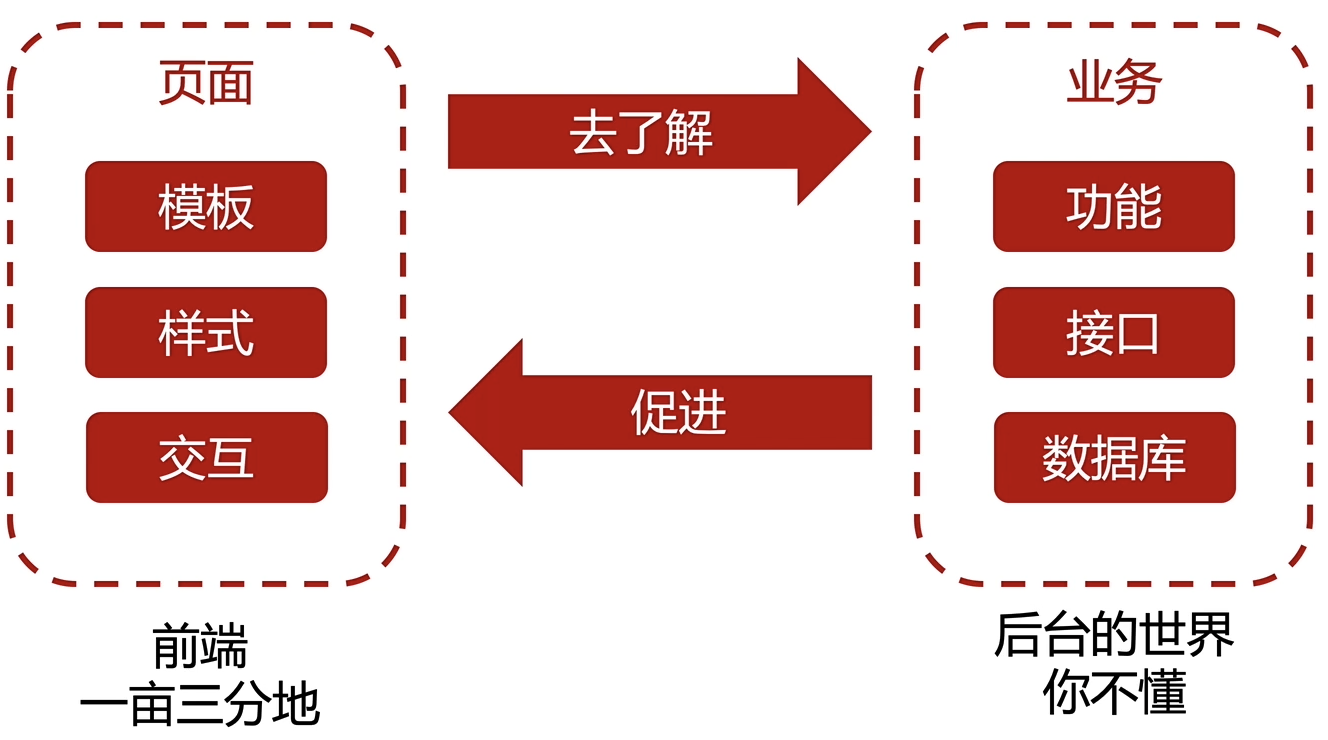 页面
模板
样式
交互
前端
一亩三分地
去了解
促进
业务
功能
接口
数据库
后台的世界
你不懂